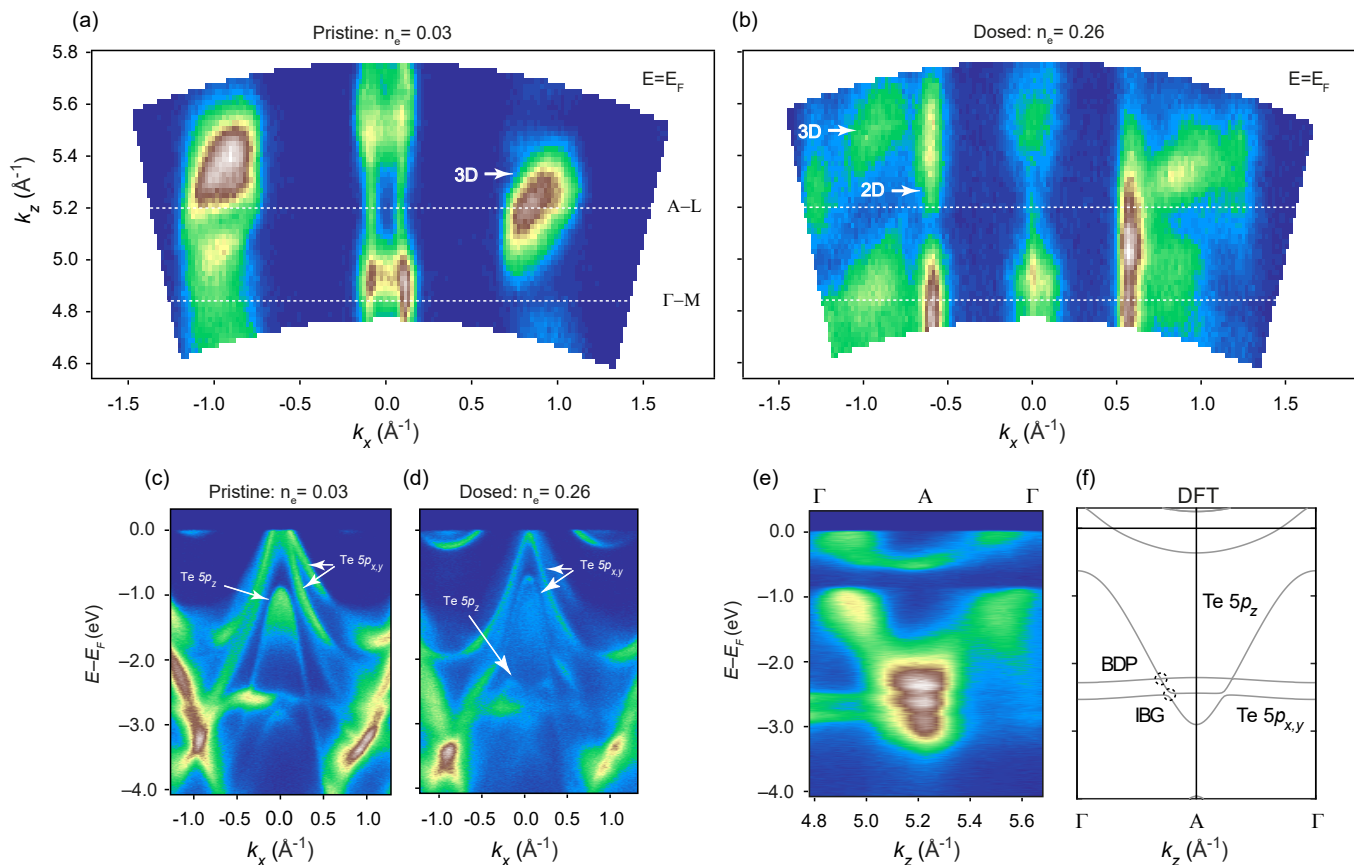 (a)
Pristine: nₑ= 0.03
5.8
5.6
5.4
5.2
5.0
4.8
4.6
k_z (Å⁻¹)
E=E_F
3D
A–L
Γ–M
-1.5
-1.0
-0.5
0.0
0.5
1.0
1.5
k_x (Å⁻¹)
(b)
Dosed: nₑ= 0.26
E=E_F
3D
2D
-1.5
-1.0
-0.5
0.0
0.5
1.0
1.5
k_x (Å⁻¹)
(c)
Pristine: nₑ= 0.03
0.0
–1.0
–2.0
–3.0
–4.0
E–E_F (eV)
Te 5p_z
Te 5p_x,y
-1.0
-0.5
0.0
0.5
1.0
k_x (Å⁻¹)
(d)
Dosed: nₑ= 0.26
Te 5p_x,y
Te 5p_z
-1.0
-0.5
0.0
0.5
1.0
k_x (Å⁻¹)
(e)
Γ
A
Γ
0.0
–1.0
–2.0
–3.0
–4.0
E–E_F (eV)
4.8
5.0
5.2
5.4
5.6
k_z (Å⁻¹)
(f)
DFT
Te 5p_z
BDP
IBG
Te 5p_x,y
Γ
A
Γ
k_z (Å⁻¹)